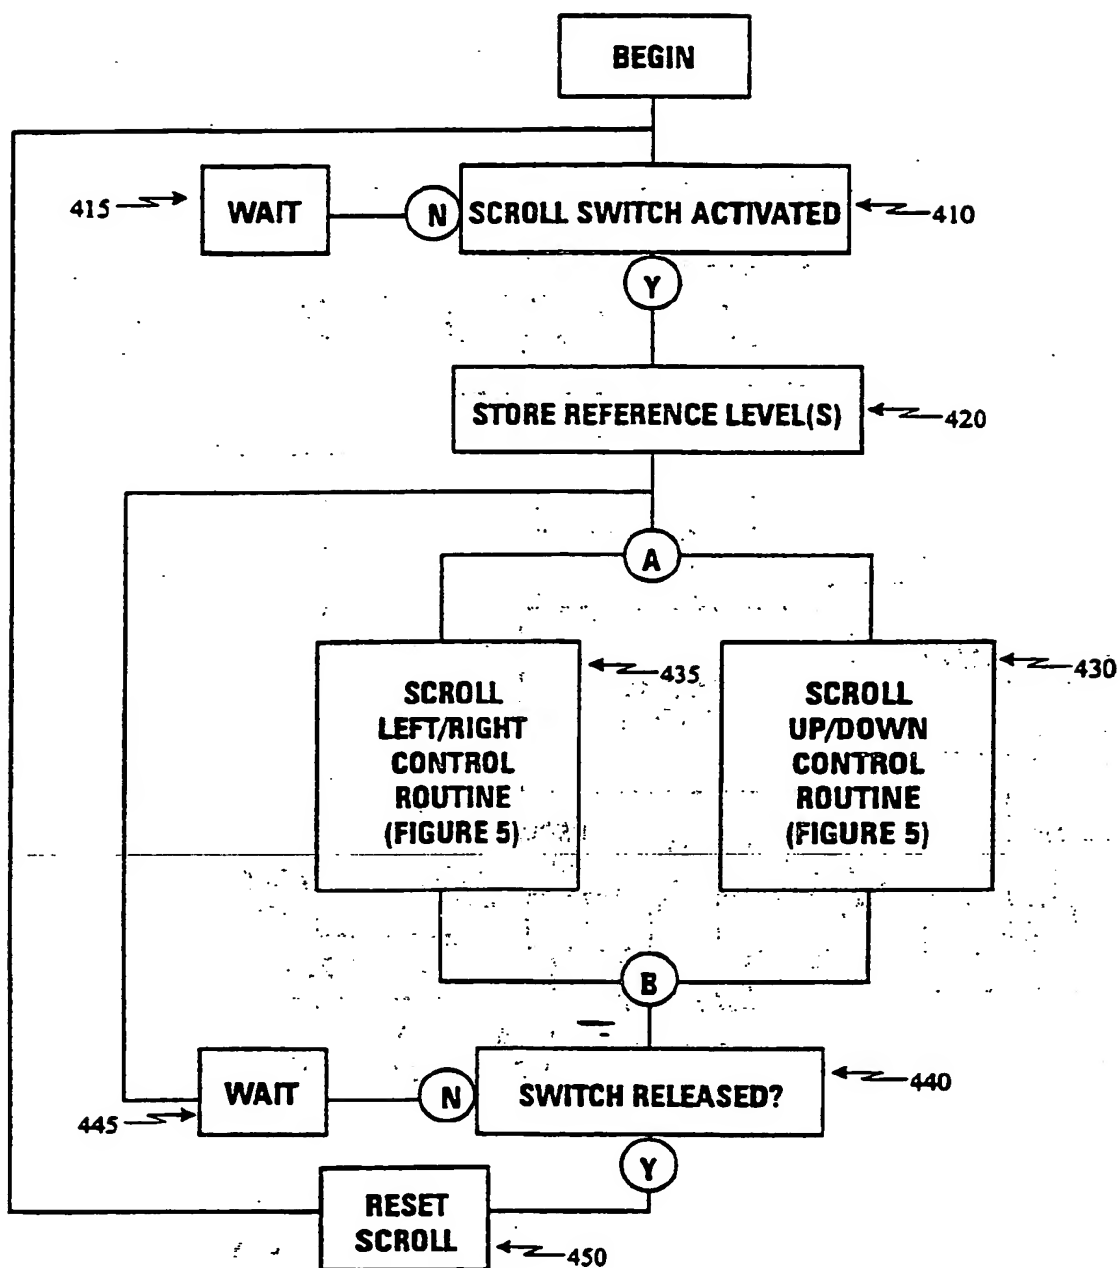 BEGIN
415
WAIT
N
SCROLL SWITCH ACTIVATED
410
Y
STORE REFERENCE LEVEL(S)
420
A
SCROLL
LEFT/RIGHT
CONTROL
ROUTINE
(FIGURE 5)
435
SCROLL
UP/DOWN
CONTROL
ROUTINE
(FIGURE 5)
430
B
WAIT
445
N
SWITCH RELEASED?
440
Y
RESET
SCROLL
450